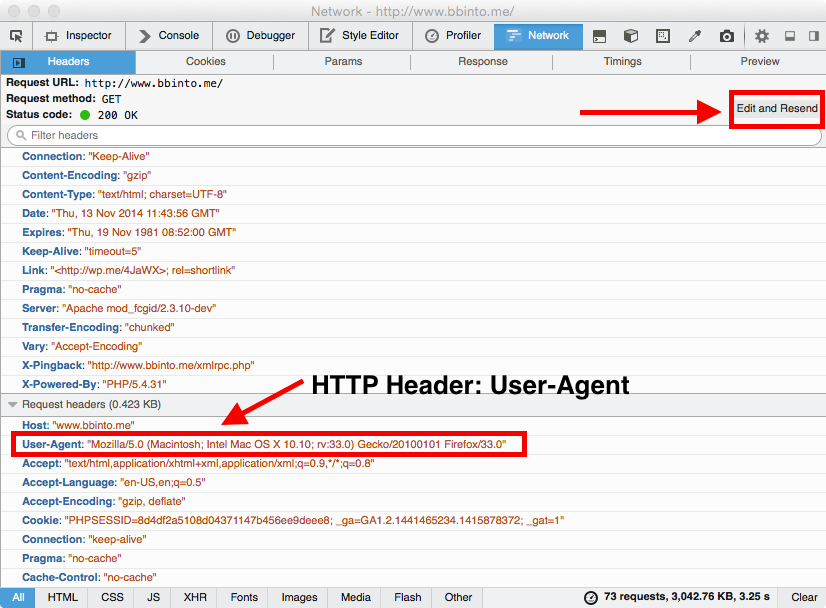 Network - http://www.bbinto.me/
Inspector Console Debugger Style Editor Profiler Network
Headers Cookies Params Response Timings Preview
Request URL: http://www.bbinto.me/
Request method: GET
Edit and Resend
Status code: 200 OK
Filter headers
Connection: "Keep-Alive"
Content-Encoding: "gzip"
Content-Type: "text/html; charset=UTF-8"
Date: "Thu, 13 Nov 2014 11:43:56 GMT"
Expires: "Thu, 19 Nov 1981 08:52:00 GMT"
Keep-Alive: "timeout=5"
Link: "<http://wp.me/4JaWX>; rel=shortlink"
Pragma: "no-cache"
Server: "Apache mod_fcgid/2.3.10-dev"
Transfer-Encoding: "chunked"
Vary: "Accept-Encoding"
X-Pingback: "http://www.bbinto.me/xmlrpc.php"
X-Powered-By: "PHP/5.4.31"
HTTP Header: User-Agent
Request headers (0.423 KB)
Host: "www.bbinto.me"
User-Agent: "Mozilla/5.0 (Macintosh; Intel Mac OS X 10.10; rv:33.0) Gecko/20100101 Firefox/33.0"
Accept: "text/html,application/xhtml+xml,application/xml;q=0.9,*/*;q=0.8"
Accept-Language: "en-US,en;q=0.5"
Accept-Encoding: "gzip, deflate"
Cookie: "PHPSESSID=8d4df2a5108d04371147b456ee9deee8; _ga=GA1.2.1441465234.1415878372; _gat=1"
Connection: "keep-alive"
Pragma: "no-cache"
Cache-Control: "no-cache"
All HTML CSS JS XHR Fonts Images Media Flash Other 73 requests, 3,042.76 KB, 3.25 s Clear